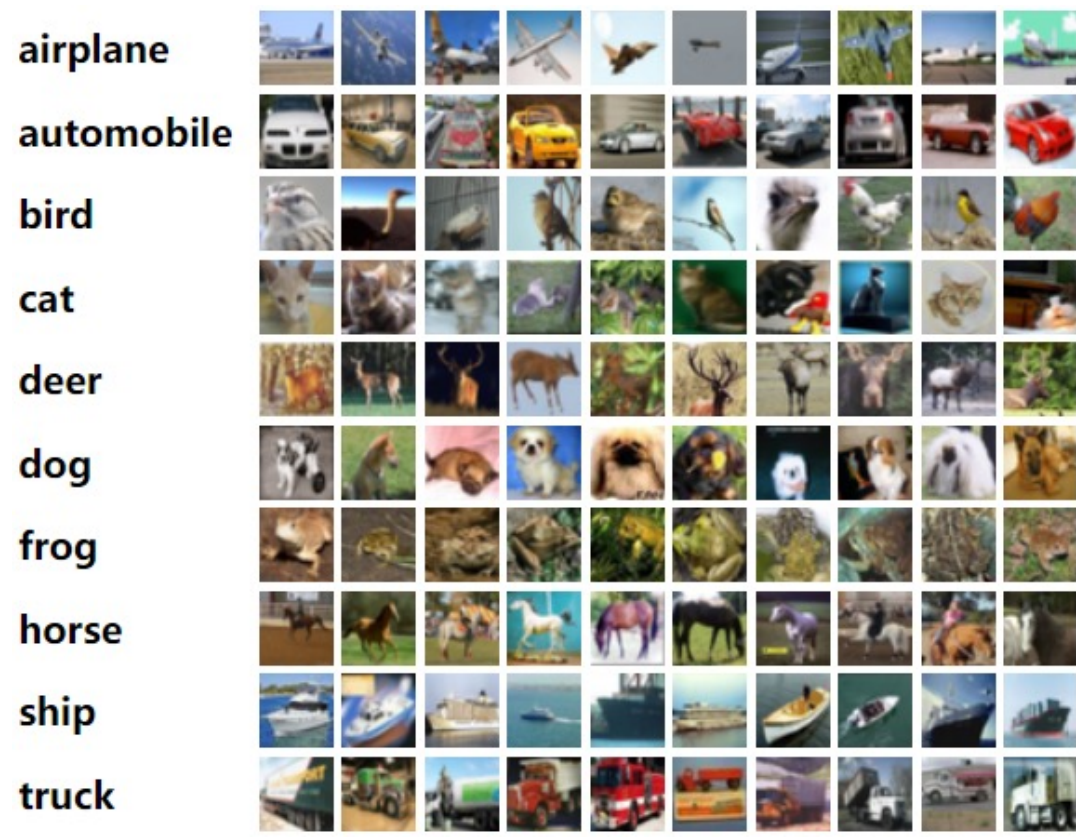 airplane
automobile
bird
cat
deer
dog
frog
horse
ship
truck